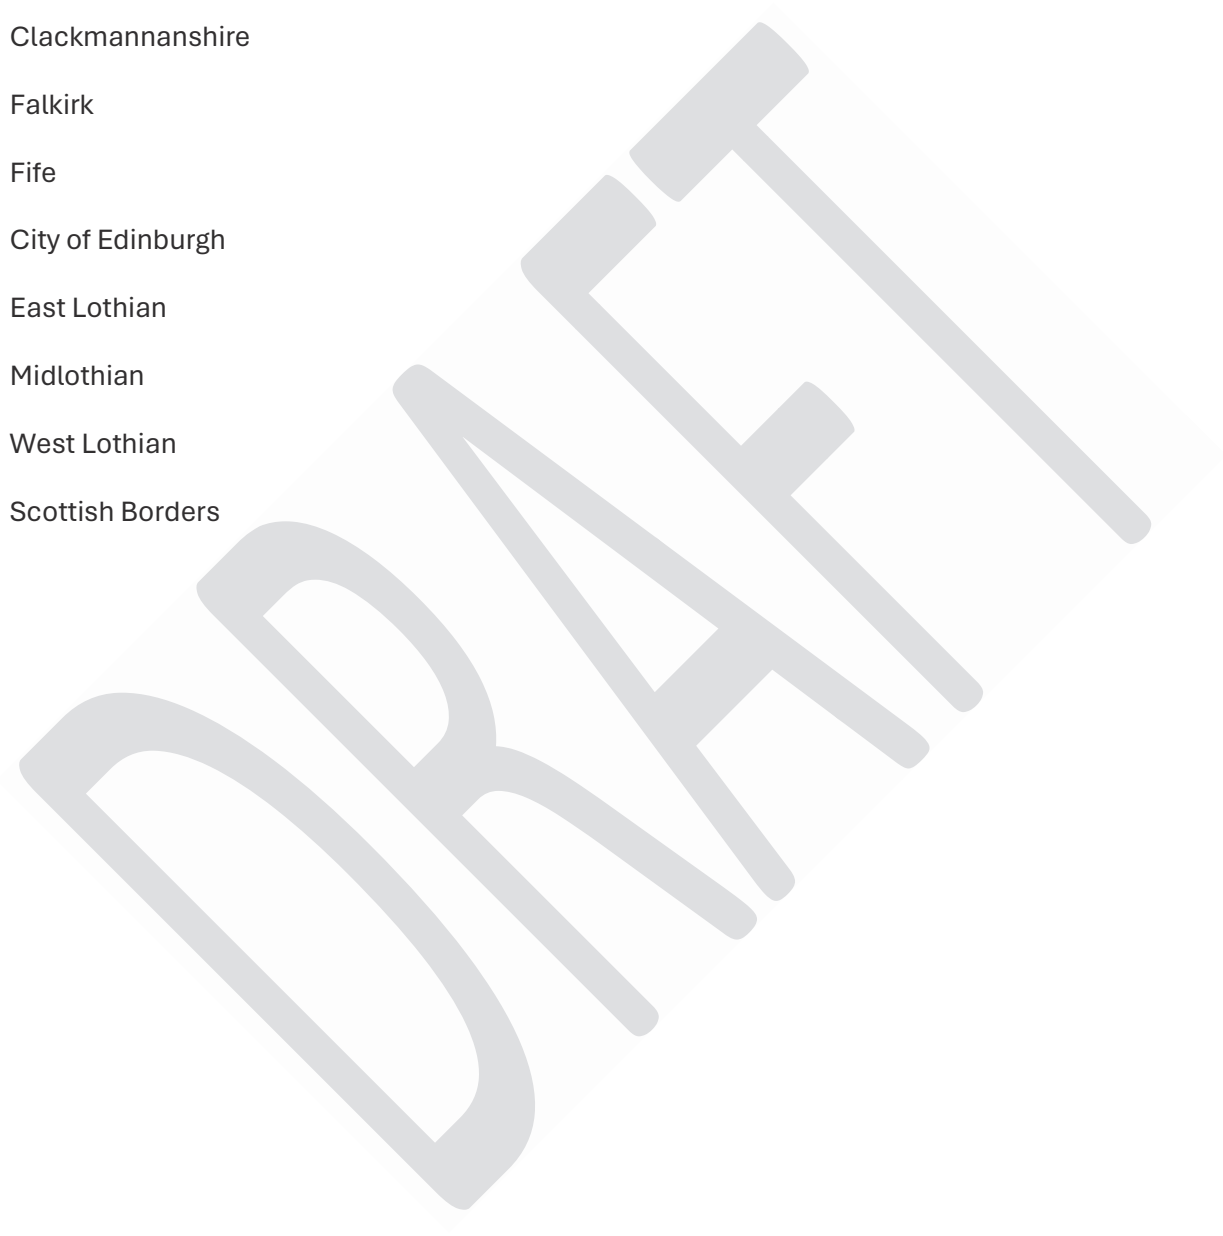 Clackmannanshire
Falkirk
Fife
City of Edinburgh
East Lothian
Midlothian
West Lothian
Scottish Borders
DRAFT